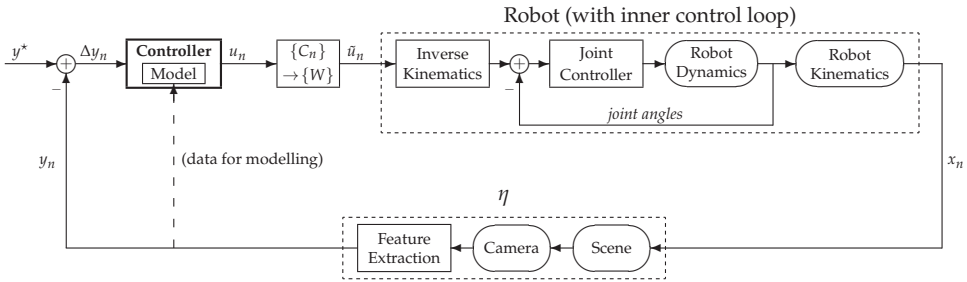 Robot (with inner control loop)
y⋆
Δy_n
Controller
Model
u_n
{C_n}
→{W}
ũ_n
Inverse
Kinematics
Joint
Controller
Robot
Dynamics
Robot
Kinematics
+
−
+
−
joint angles
y_n
(data for modelling)
x_n
η
Feature
Extraction
Camera
Scene